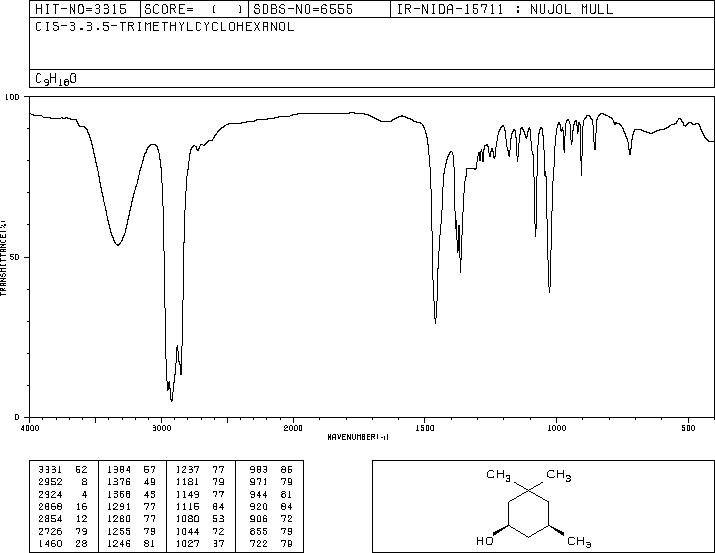 HIT-NO=3315 SCORE= ( ) SDBS-NO=6555 IR-NIDA-15711 : NUJOL MULL
CIS-3,3,5-TRIMETHYLCYCLOHEXANOL
C9H18O
100
50
0
TRANSMITTANCE(%)
4000 3000 2000 1500 1000 500
WAVENUMBER(-1)
3331 52 1384 57 1237 77 983 86
2952 8 1376 49 1181 79 971 79
2924 4 1368 43 1149 77 944 81
2868 16 1291 77 1115 84 920 84
2854 12 1280 77 1080 53 906 72
2726 79 1255 79 1044 72 855 79
1460 28 1246 81 1027 37 722 79
CH3 CH3
HO CH3